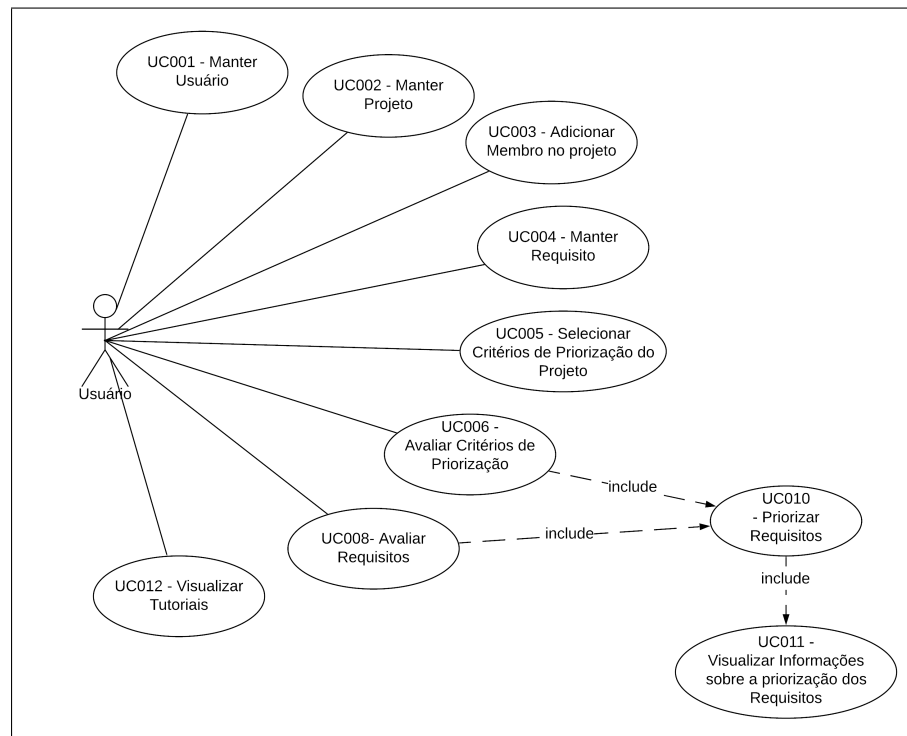 UC001 - Manter
Usuário
UC002 - Manter
Projeto
UC003 - Adicionar
Membro no projeto
UC004 - Manter
Requisito
UC005 - Selecionar
Critérios de Priorização do
Projeto
Usuário
UC006 -
Avaliar Critérios de
Priorização
include
UC010
- Priorizar
Requisitos
UC008- Avaliar
Requisitos
include
include
UC012 - Visualizar
Tutoriais
UC011 -
Visualizar Informações
sobre a priorização dos
Requisitos